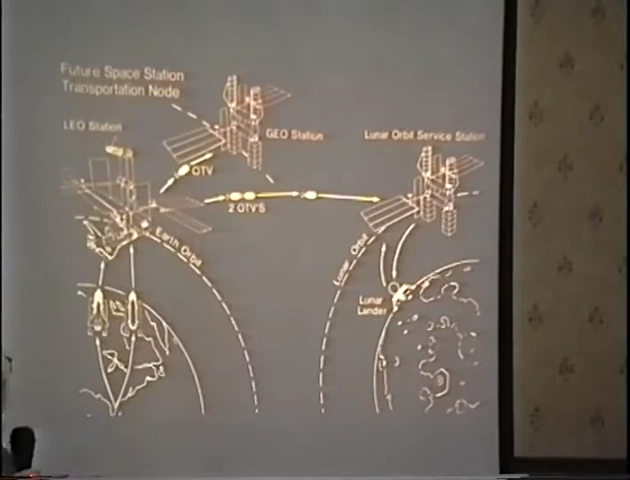 Future Space Station
Transportation Node
LEO Station
GEO Station
Lunar Orbit Service Station
OTV
2 OTV'S
Earth Orbit
Lunar Orbit
Lunar
Lander